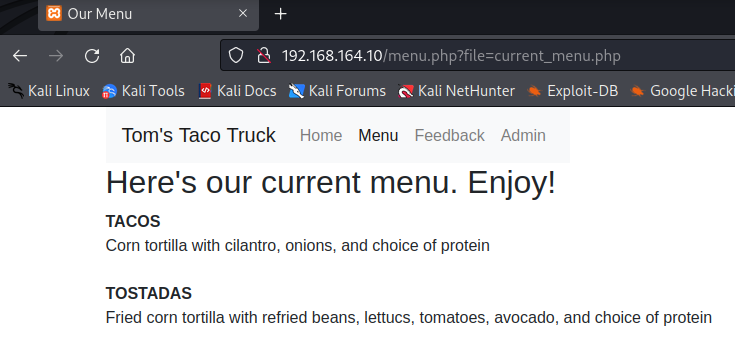 Our Menu
192.168.164.10/menu.php?file=current_menu.php
Kali Linux Kali Tools Kali Docs Kali Forums Kali NetHunter Exploit-DB Google Hacki
Tom's Taco Truck Home Menu Feedback Admin
Here's our current menu. Enjoy!
TACOS
Corn tortilla with cilantro, onions, and choice of protein
TOSTADAS
Fried corn tortilla with refried beans, lettucs, tomatoes, avocado, and choice of protein